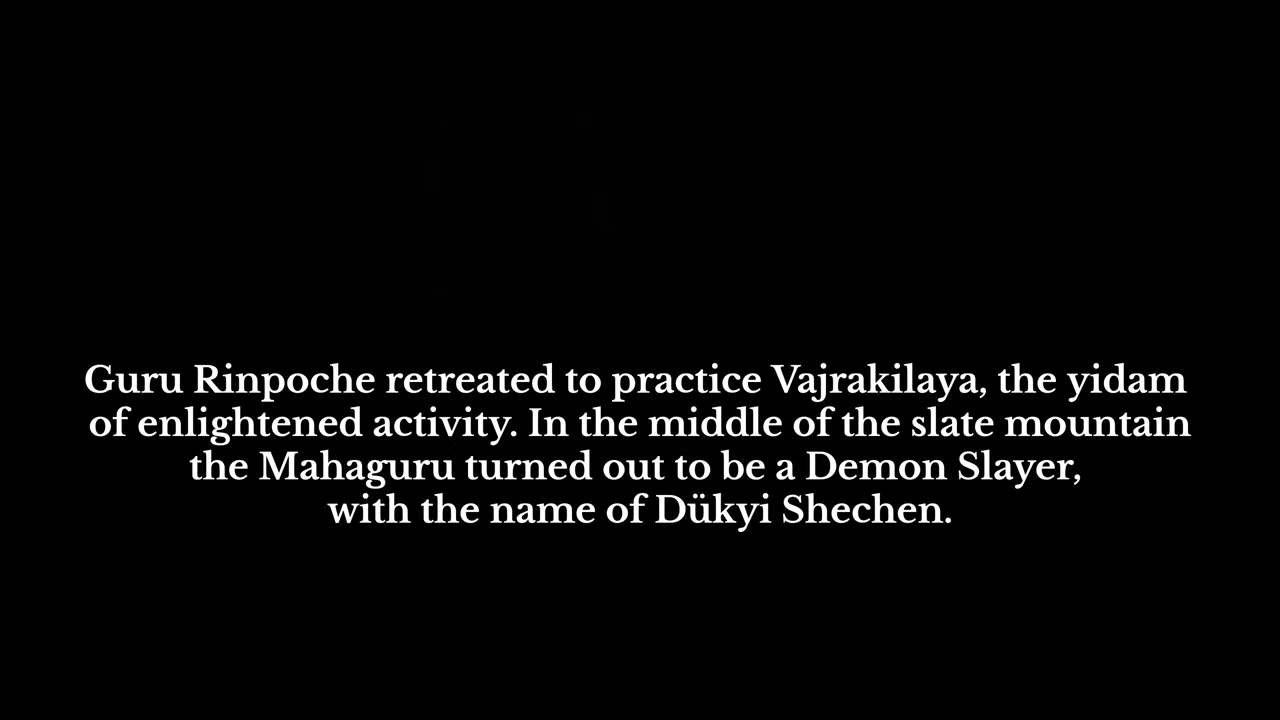 Guru Rinpoche retreated to practice Vajrakilaya, the yidam
of enlightened activity. In the middle of the slate mountain
the Mahaguru turned out to be a Demon Slayer,
with the name of Dükyi Shechen.